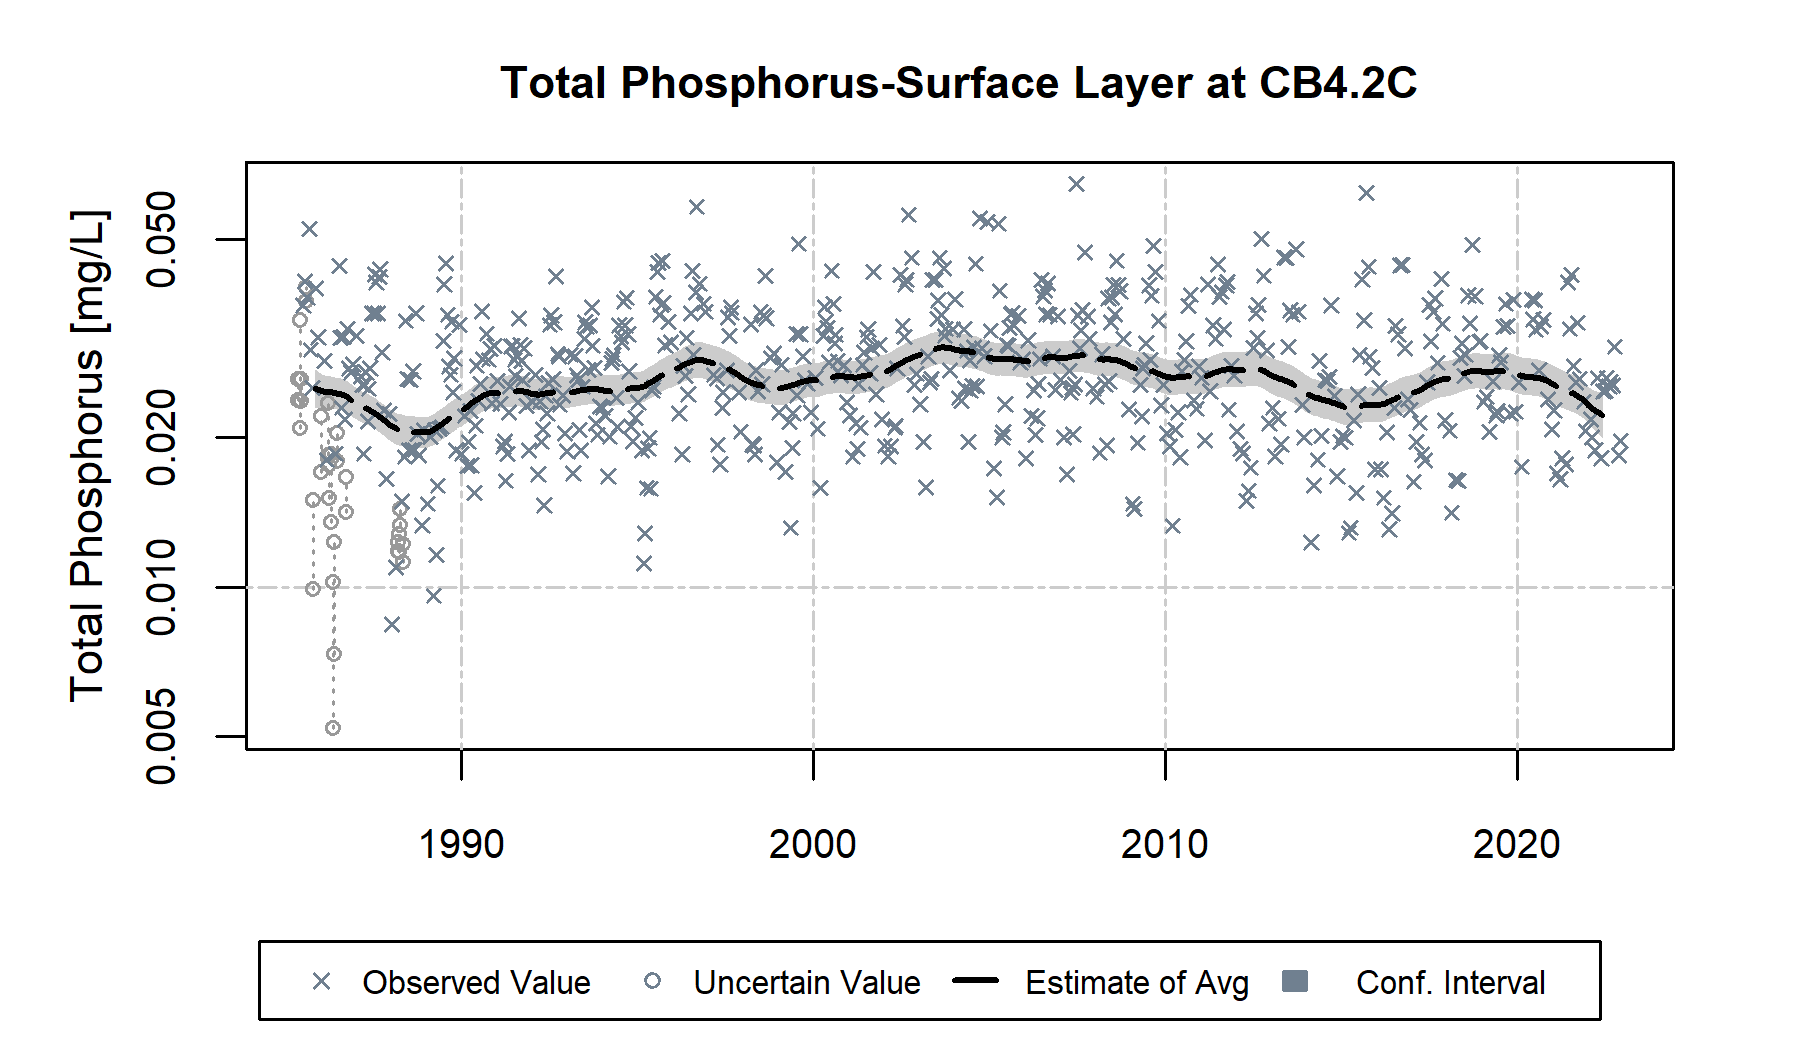 Total Phosphorus-Surface Layer at CB4.2C
Total Phosphorus [mg/L]
0.050
0.020
0.010
0.005
1990 2000 2010 2020
Observed Value Uncertain Value Estimate of Avg Conf. Interval